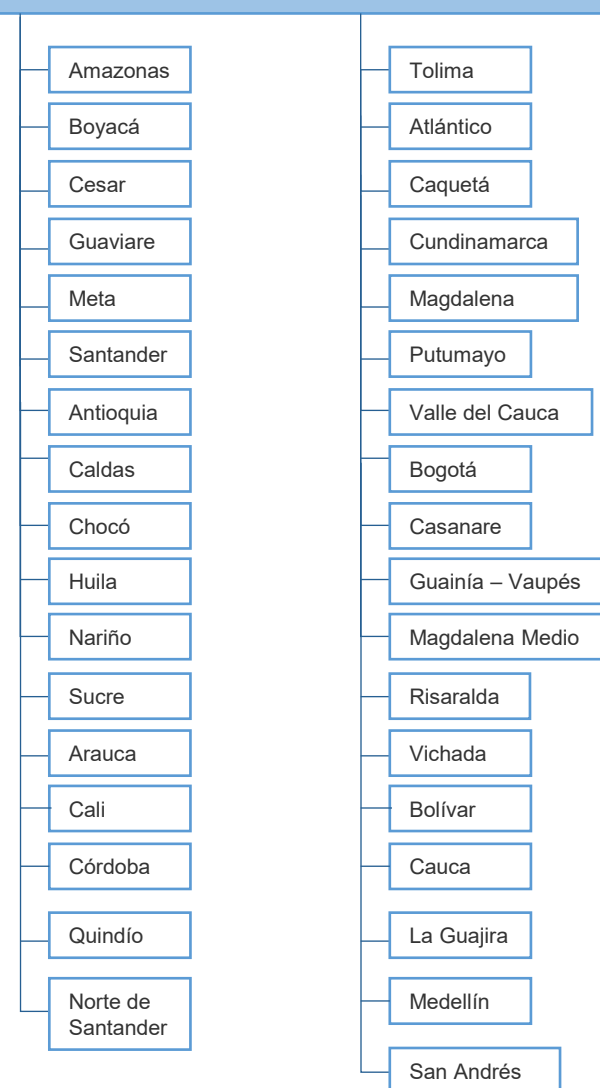 Amazonas
Boyacá
Cesar
Guaviare
Meta
Santander
Antioquia
Caldas
Chocó
Huila
Nariño
Sucre
Arauca
Cali
Córdoba
Quindío
Norte de
Santander
Tolima
Atlántico
Caquetá
Cundinamarca
Magdalena
Putumayo
Valle del Cauca
Bogotá
Casanare
Guainía – Vaupés
Magdalena Medio
Risaralda
Vichada
Bolívar
Cauca
La Guajira
Medellín
San Andrés